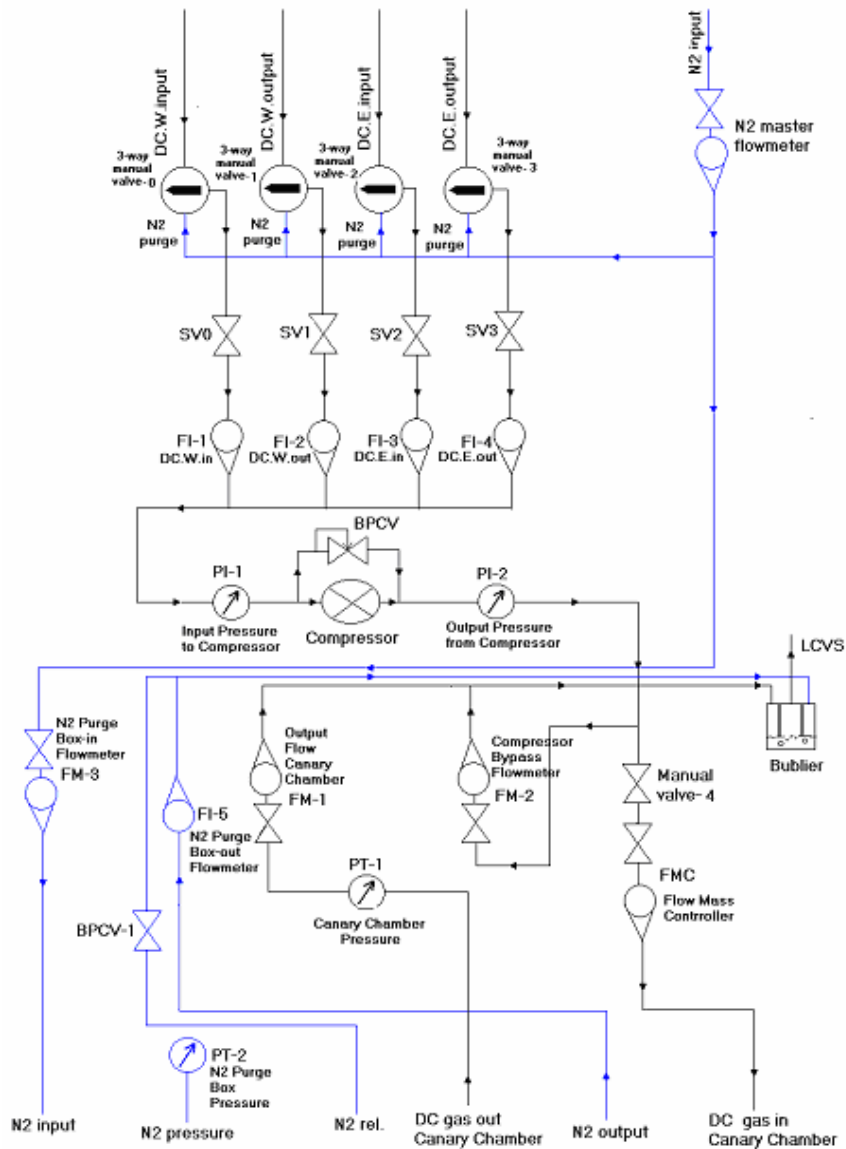 DC.W.input
DC.W.output
DC.E.input
DC.E.output
N2 input
N2 master
flowmeter
3-way
manual
valve-0
3-way
manual
valve-1
3-way
manual
valve-2
3-way
manual
valve-3
N2
purge
N2
purge
N2
purge
N2
purge
SV0
SV1
SV2
SV3
FI-1
DC.W.in
FI-2
DC.W.out
FI-3
DC.E.in
FI-4
DC.E.out
BPCV
PI-1
PI-2
Input Pressure
to Compressor
Compressor
Output Pressure
from Compressor
LCVS
N2 Purge
Box-in
Flowmeter
FM-3
Output
Flow
Canary
Chamber
FM-1
Compressor
Bypass
Flowmeter
FM-2
Manual
valve-4
Bublier
FI-5
N2 Purge
Box-out
Flowmeter
PT-1
Canary Chamber
Pressure
FMC
Flow Mass
Contrroller
BPCV-1
PT-2
N2 Purge
Box
Pressure
N2 input
N2 pressure
N2 rel.
DC gas out
Canary Chamber
N2 output
DC gas in
Canary Chamber